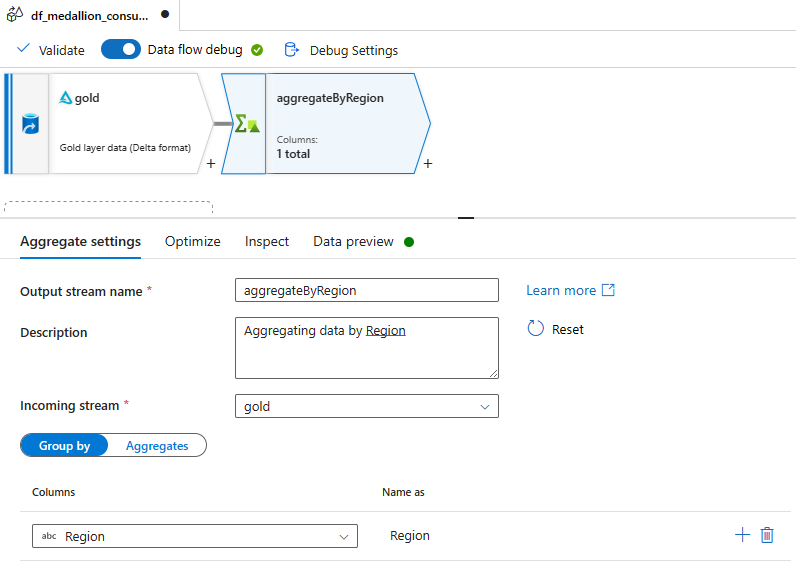 df_medallion_consu...
Validate
Data flow debug
Debug Settings
gold
Gold layer data (Delta format)
+
aggregateByRegion
Columns:
1 total
+
Aggregate settings
Optimize
Inspect
Data preview
Output stream name *
aggregateByRegion
Learn more
Description
Aggregating data by Region
Reset
Incoming stream *
gold
Group by
Aggregates
Columns
Name as
abc Region
Region